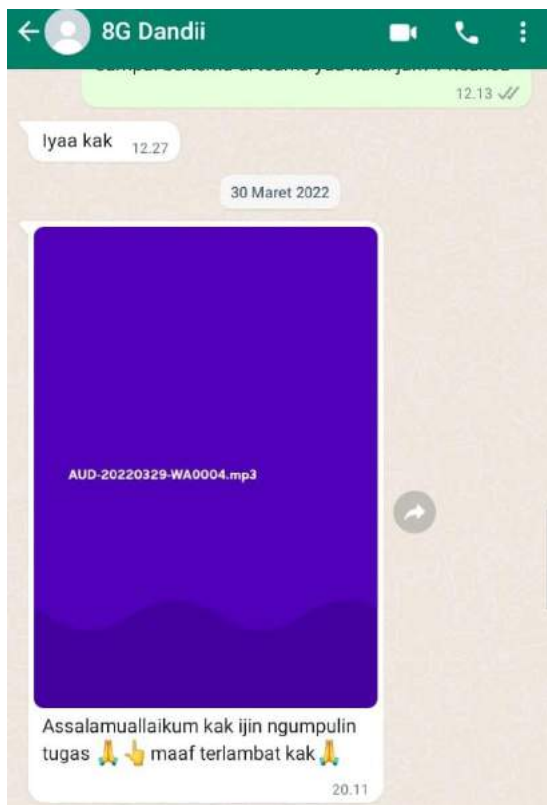 8G Dandii
12.13
Iyaa kak 12.27
30 Maret 2022
AUD-20220329-WA0004.mp3
Assalamuallaikum kak ijin ngumpulin
tugas 🙏 👆 maaf terlambat kak 🙏
20.11